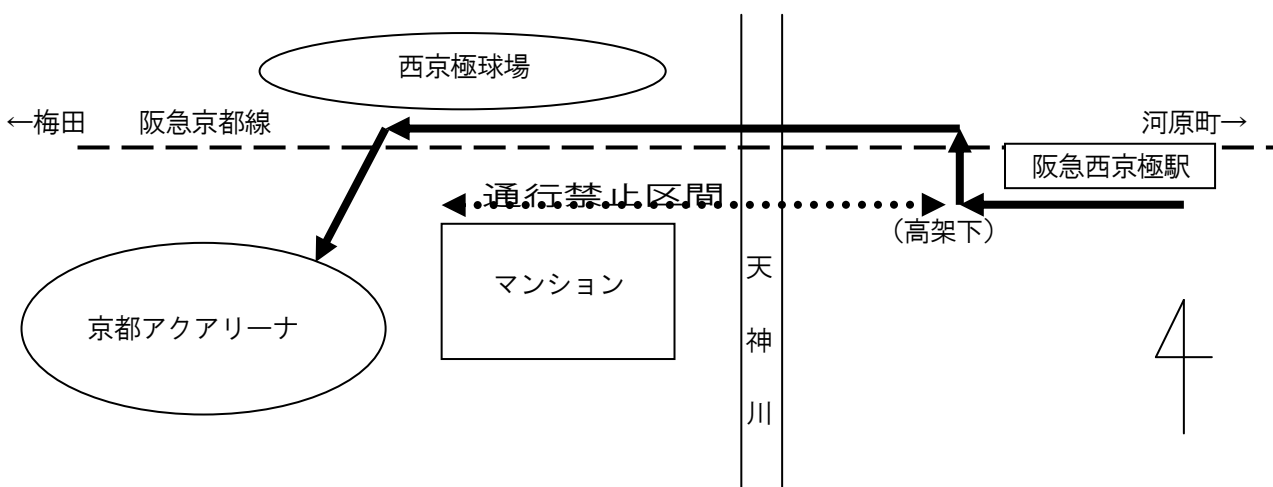 西京極球場
←梅田
阪急京都線
河原町→
阪急西京極駅
通行禁止区間
（高架下）
マンション
天神川
京都アクアリーナ